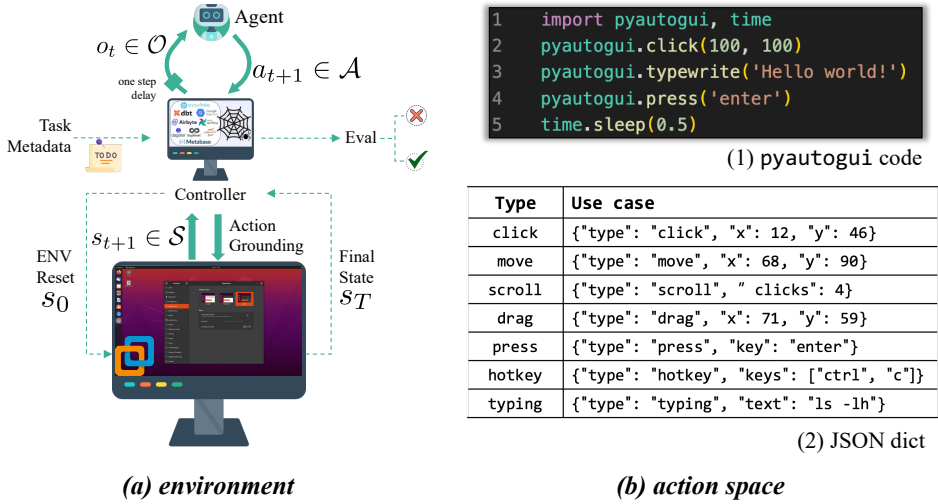 Agent
o_t ∈ O
a_{t+1} ∈ A
one step
delay
snowflake
dbt
Airbyte
dagster
Superset
Metabase
Task
Metadata
TO DO
Eval
Controller
s_{t+1} ∈ S
Action
Grounding
ENV
Reset
s_0
Final
State
s_T
(a) environment
1 import pyautogui, time
2 pyautogui.click(100, 100)
3 pyautogui.typewrite('Hello world!')
4 pyautogui.press('enter')
5 time.sleep(0.5)
(1) pyautogui code
Type Use case
click {"type": "click", "x": 12, "y": 46}
move {"type": "move", "x": 68, "y": 90}
scroll {"type": "scroll", ” clicks": 4}
drag {"type": "drag", "x": 71, "y": 59}
press {"type": "press", "key": "enter"}
hotkey {"type": "hotkey", "keys": ["ctrl", "c"]}
typing {"type": "typing", "text": "ls -lh"}
(2) JSON dict
(b) action space